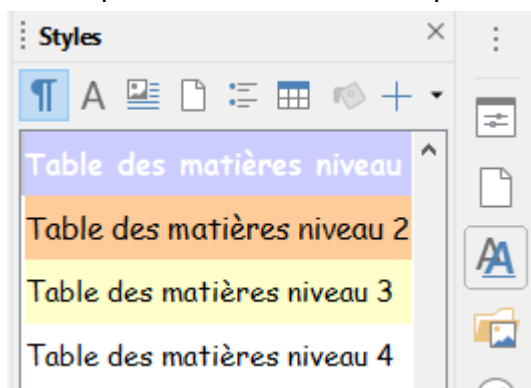 Styles
Table des matières niveau
Table des matières niveau 2
Table des matières niveau 3
Table des matières niveau 4